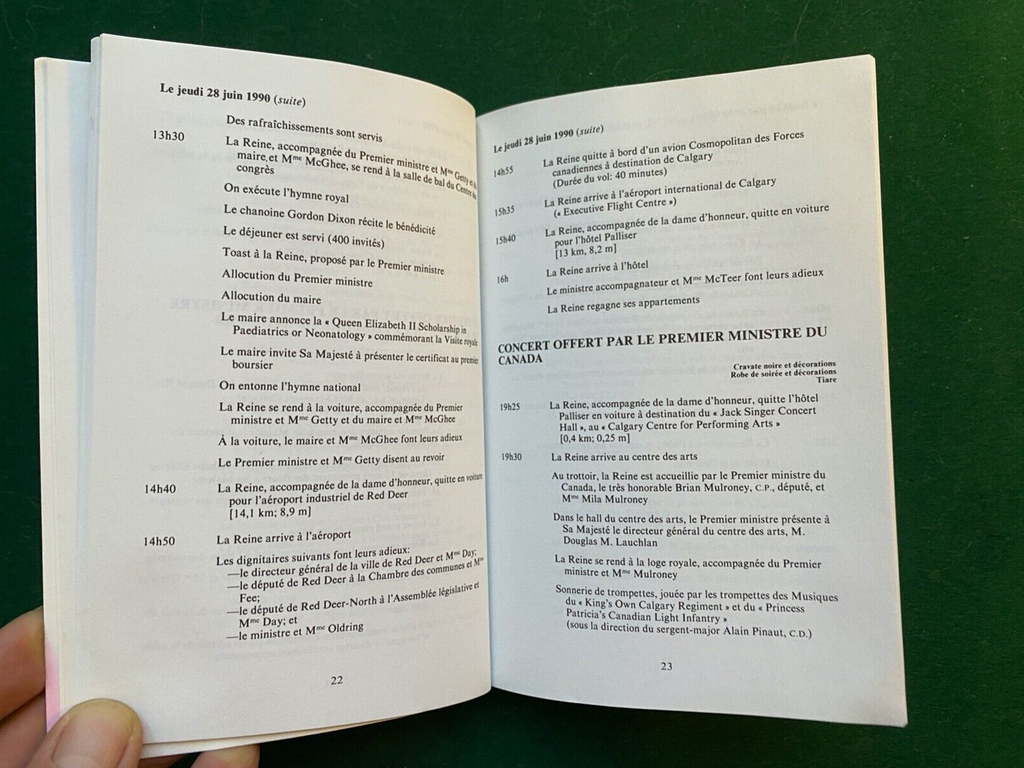 Le jeudi 28 juin 1990 (suite)
Des rafraîchissements sont servis
13h30
La Reine, accompagnée du Premier ministre et Mme Getty et le
maire, et Mme McGhee, se rend à la salle de bal du Centre des
congrès
On exécute l'hymne royal
Le chanoine Gordon Dixon récite le bénédicité
Le déjeuner est servi (400 invités)
Toast à la Reine, proposé par le Premier ministre
Allocution du Premier ministre
Allocution du maire
Le maire annonce la « Queen Elizabeth II Scholarship in
Paediatrics or Neonatology » commémorant la Visite royale
Le maire invite Sa Majesté à présenter le certificat au premier
boursier
On entonne l'hymne national
La Reine se rend à la voiture, accompagnée du Premier
ministre et Mme Getty et du maire et Mme McGhee
À la voiture, le maire et Mme McGhee font leurs adieux
Le Premier ministre et Mme Getty disent au revoir
14h40
La Reine, accompagnée de la dame d'honneur, quitte en voiture
pour l'aéroport industriel de Red Deer
[14,1 km; 8,9 m]
14h50
La Reine arrive à l'aéroport
Les dignitaires suivants font leurs adieux:
—le directeur général de la ville de Red Deer et Mme Day;
—le député de Red Deer à la Chambre des communes et Mme
Fee;
—le député de Red Deer-North à l'Assemblée législative et
Mme Day; et
—le ministre et Mme Oldring
22
Le jeudi 28 juin 1990 (suite)
14h55
La Reine quitte à bord d'un avion Cosmopolitan des Forces
canadiennes à destination de Calgary
(Durée du vol: 40 minutes)
15h35
La Reine arrive à l'aéroport international de Calgary
(« Executive Flight Centre »)
15h40
La Reine, accompagnée de la dame d'honneur, quitte en voiture
pour l'hôtel Palliser
[13 km, 8,2 m]
16h
La Reine arrive à l'hôtel
Le ministre accompagnateur et Mme McTeer font leurs adieux
La Reine regagne ses appartements
CONCERT OFFERT PAR LE PREMIER MINISTRE DU
CANADA
Cravate noire et décorations
Robe de soirée et décorations
Tiare
19h25
La Reine, accompagnée de la dame d'honneur, quitte l'hôtel
Palliser en voiture à destination du « Jack Singer Concert
Hall », au « Calgary Centre for Performing Arts »
[0,4 km; 0,25 m]
19h30
La Reine arrive au centre des arts
Au trottoir, la Reine est accueillie par le Premier ministre du
Canada, le très honorable Brian Mulroney, C.P., député, et
Mme Mila Mulroney
Dans le hall du centre des arts, le Premier ministre présente à
Sa Majesté le directeur général du centre des arts, M.
Douglas M. Lauchlan
La Reine se rend à la loge royale, accompagnée du Premier
ministre et Mme Mulroney
Sonnerie de trompettes, jouée par les trompettes des Musiques
du « King's Own Calgary Regiment » et du « Princess
Patricia's Canadian Light Infantry »
(sous la direction du sergent-major Alain Pinaut, C.D.)
23